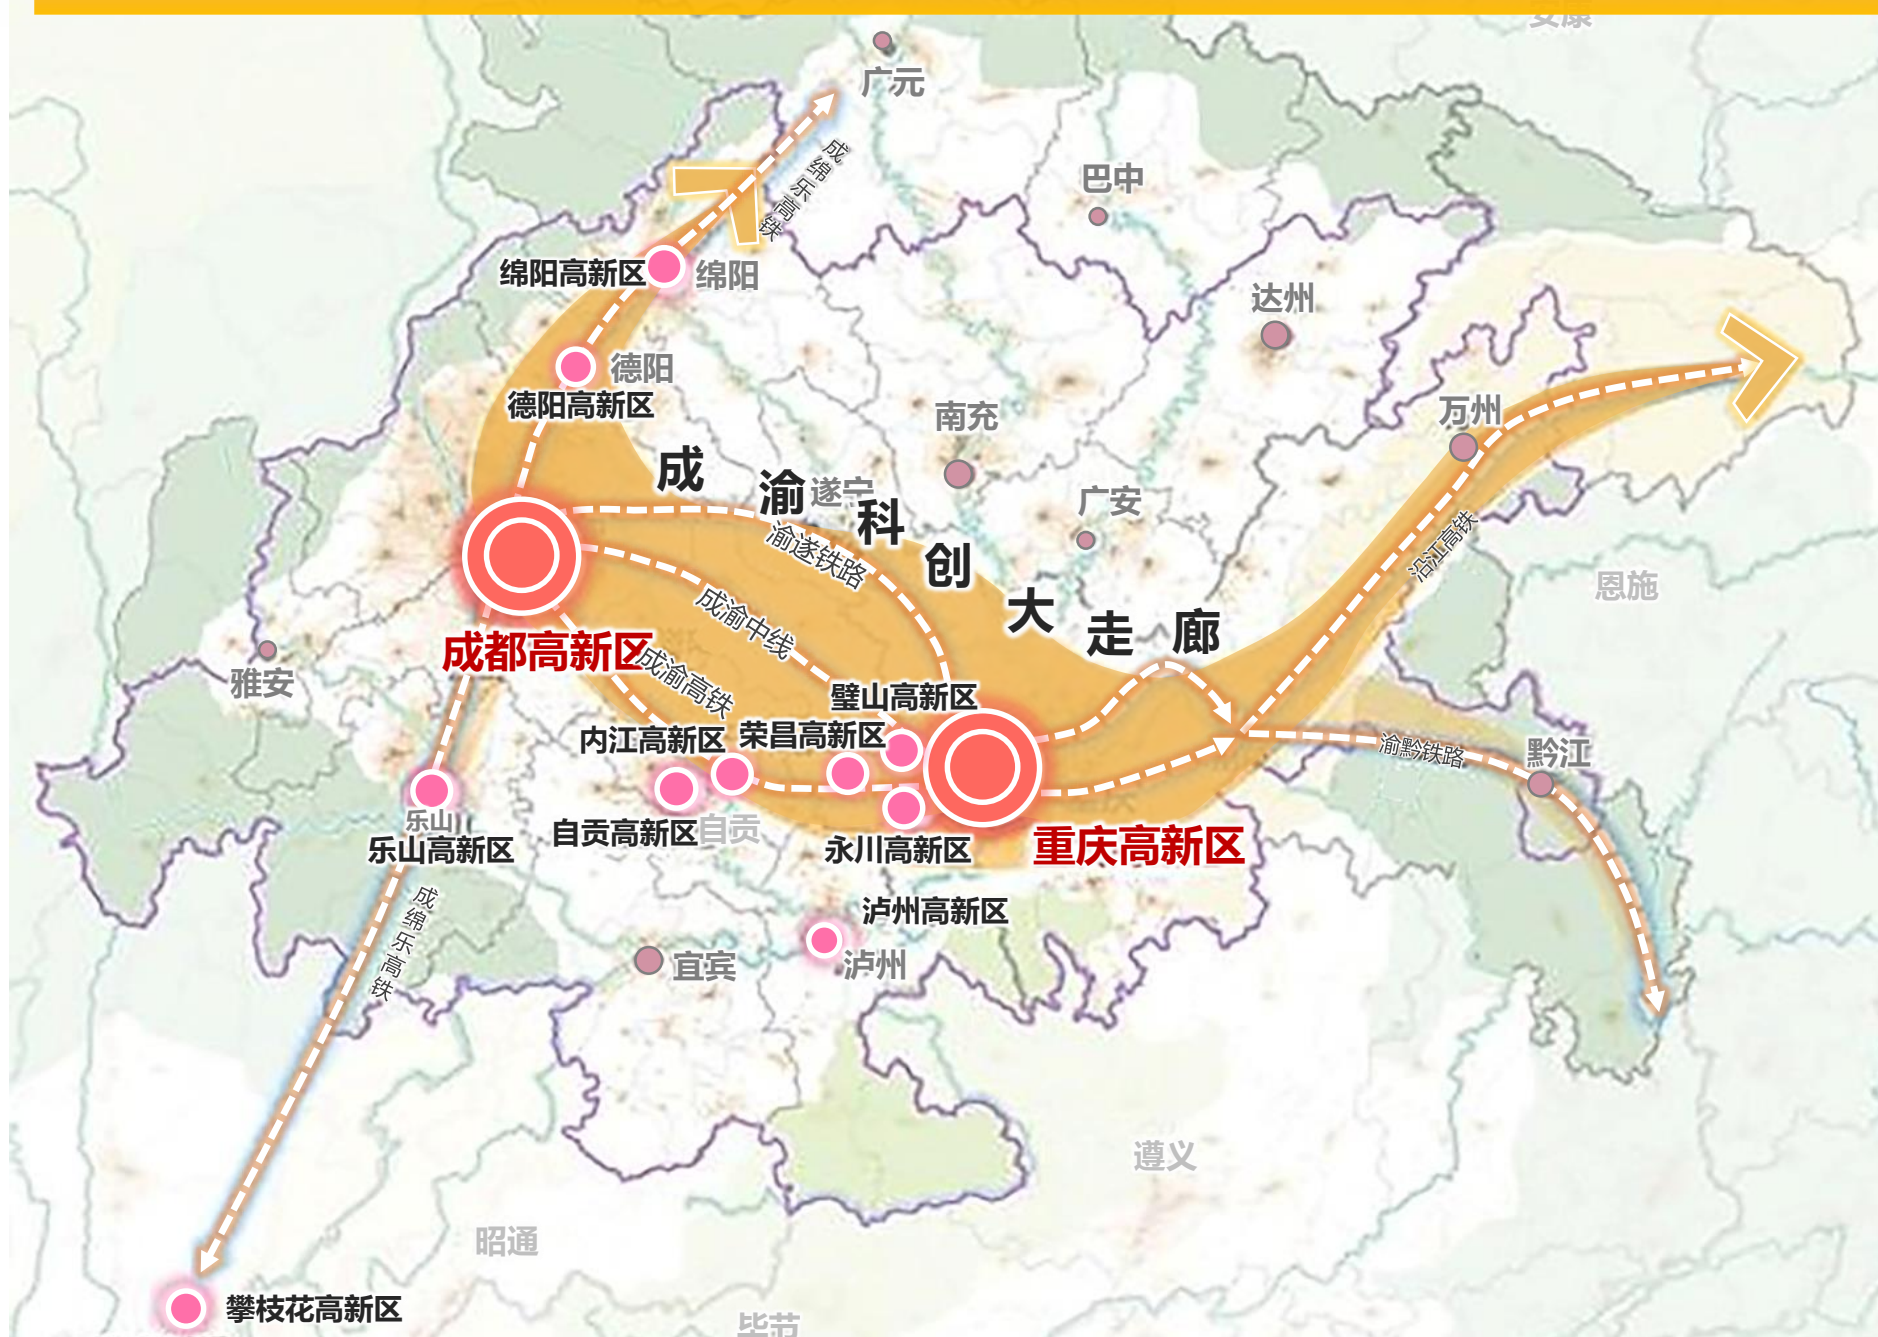 安康
广元
成绵乐高铁
巴中
绵阳高新区
绵阳
达州
德阳
德阳高新区
万州
南充
成渝科创大走廊
遂宁
广安
渝遂铁路
沿江高铁
恩施
成渝中线
成都高新区
成渝高铁
雅安
璧山高新区
内江高新区
荣昌高新区
渝黔铁路
黔江
乐山
乐山高新区
自贡高新区
自贡
永川高新区
重庆高新区
成绵乐高铁
泸州高新区
宜宾
泸州
遵义
昭通
攀枝花高新区
毕节